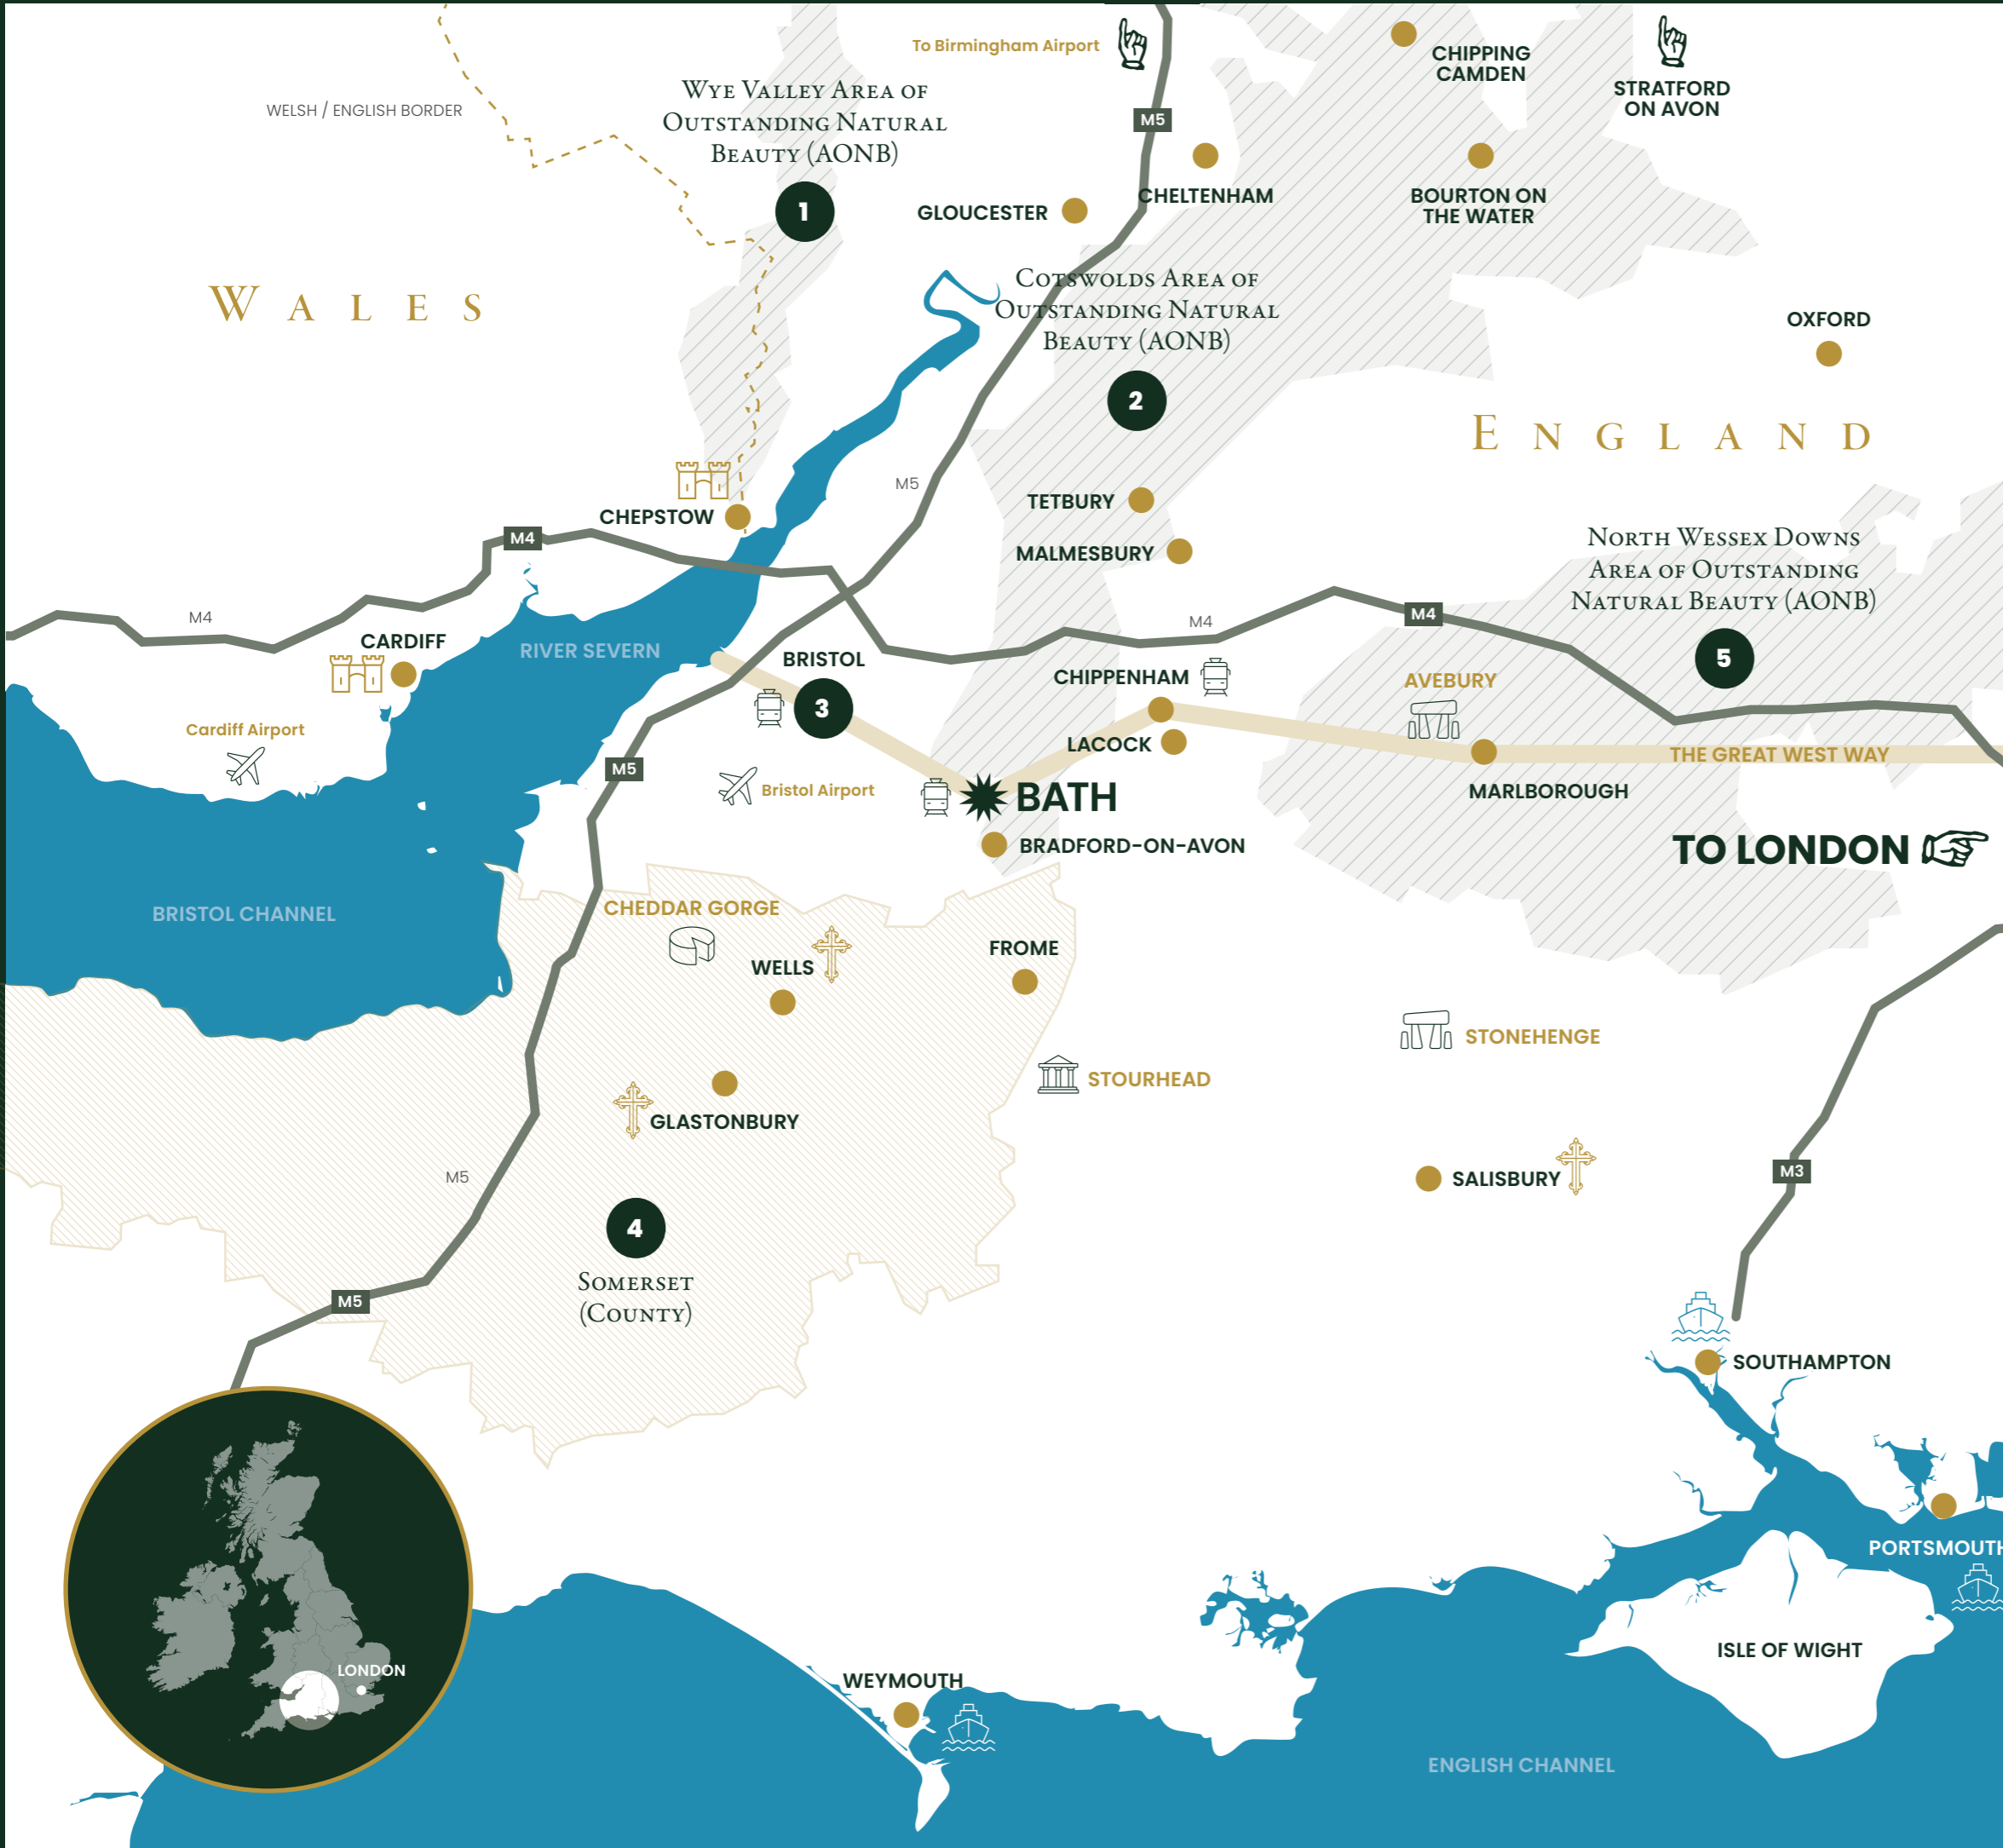 To Birmingham Airport
CHIPPING
CAMDEN
STRATFORD
ON AVON
WELSH / ENGLISH BORDER
Wye Valley Area of
Outstanding Natural
Beauty (AONB)
1
M5
CHELTENHAM
GLOUCESTER
BOURTON ON
THE WATER
WALES
Cotswolds Area of
Outstanding Natural
Beauty (AONB)
2
OXFORD
ENGLAND
M5
TETBURY
CHEPSTOW
MALMESBURY
M4
North Wessex Downs
Area of Outstanding
Natural Beauty (AONB)
5
M4
M4
M4
CARDIFF
RIVER SEVERN
BRISTOL
3
CHIPPENHAM
AVEBURY
Cardiff Airport
LACOCK
THE GREAT WEST WAY
M5
Bristol Airport
BATH
MARLBOROUGH
BRADFORD-ON-AVON
TO LONDON
BRISTOL CHANNEL
CHEDDAR GORGE
WELLS
FROME
STONEHENGE
STOURHEAD
GLASTONBURY
M5
SALISBURY
M3
4
Somerset
(County)
M5
SOUTHAMPTON
PORTSMOUTH
ISLE OF WIGHT
LONDON
WEYMOUTH
ENGLISH CHANNEL